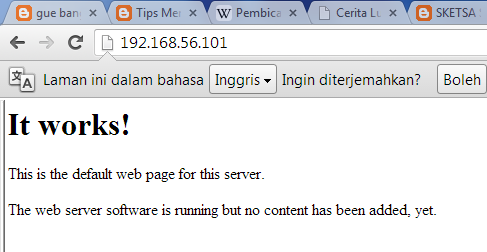 gue ban
Tips Me
Pembica
Cerita Lu
SKETSA
192.168.56.101
Laman ini dalam bahasa Inggris Ingin diterjemahkan? Boleh
It works!
This is the default web page for this server.
The web server software is running but no content has been added, yet.